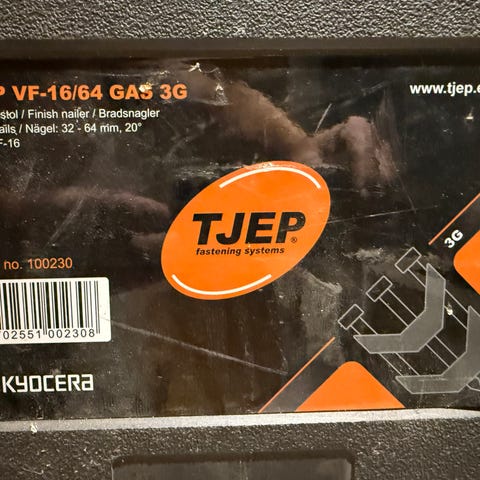 P VF-16/64 GAS 3G
www.tjep.e
stol / Finish nailer / Bradsnagler
ails / Nägel: 32 - 64 mm, 20°
F-16
TJEP®
fastening systems
3G
no. 100230
02551 002308
KYOCERA